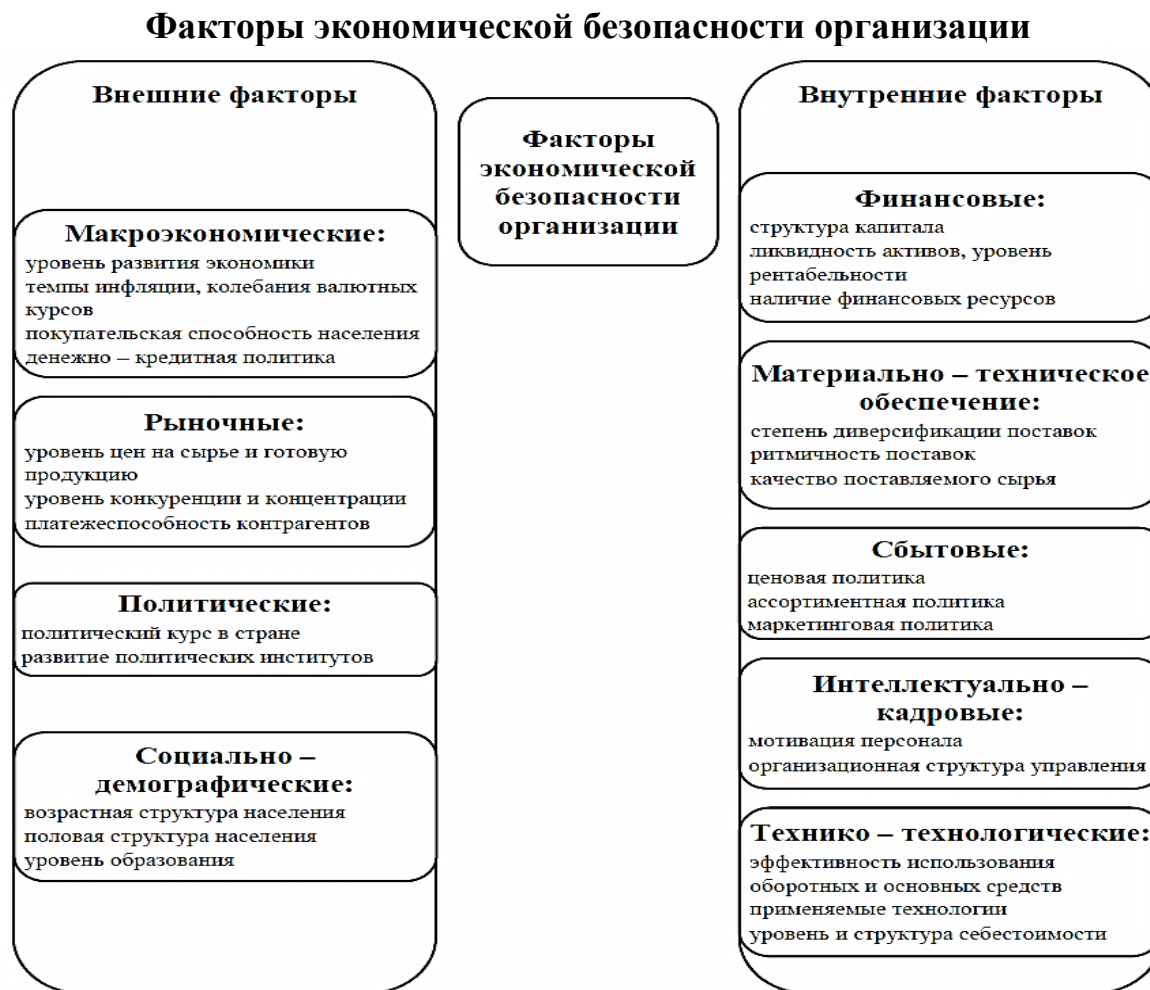 Факторы экономической безопасности организации
Внешние факторы
Макроэкономические:
уровень развития экономики
темпы инфляции, колебания валютных
курсов
покупательская способность населения
денежно – кредитная политика
Рыночные:
уровень цен на сырье и готовую
продукцию
уровень конкуренции и концентрации
платежеспособность контрагентов
Политические:
политический курс в стране
развитие политических институтов
Социально –
демографические:
возрастная структура населения
половая структура населения
уровень образования
Факторы
экономической
безопасности
организации
Внутренние факторы
Финансовые:
структура капитала
ликвидность активов, уровень
рентабельности
наличие финансовых ресурсов
Материально – техническое
обеспечение:
степень диверсификации поставок
ритмичность поставок
качество поставляемого сырья
Сбытовые:
ценовая политика
ассортиментная политика
маркетинговая политика
Интеллектуально –
кадровые:
мотивация персонала
организационная структура управления
Технико – технологические:
эффективность использования
оборотных и основных средств
применяемые технологии
уровень и структура себестоимости